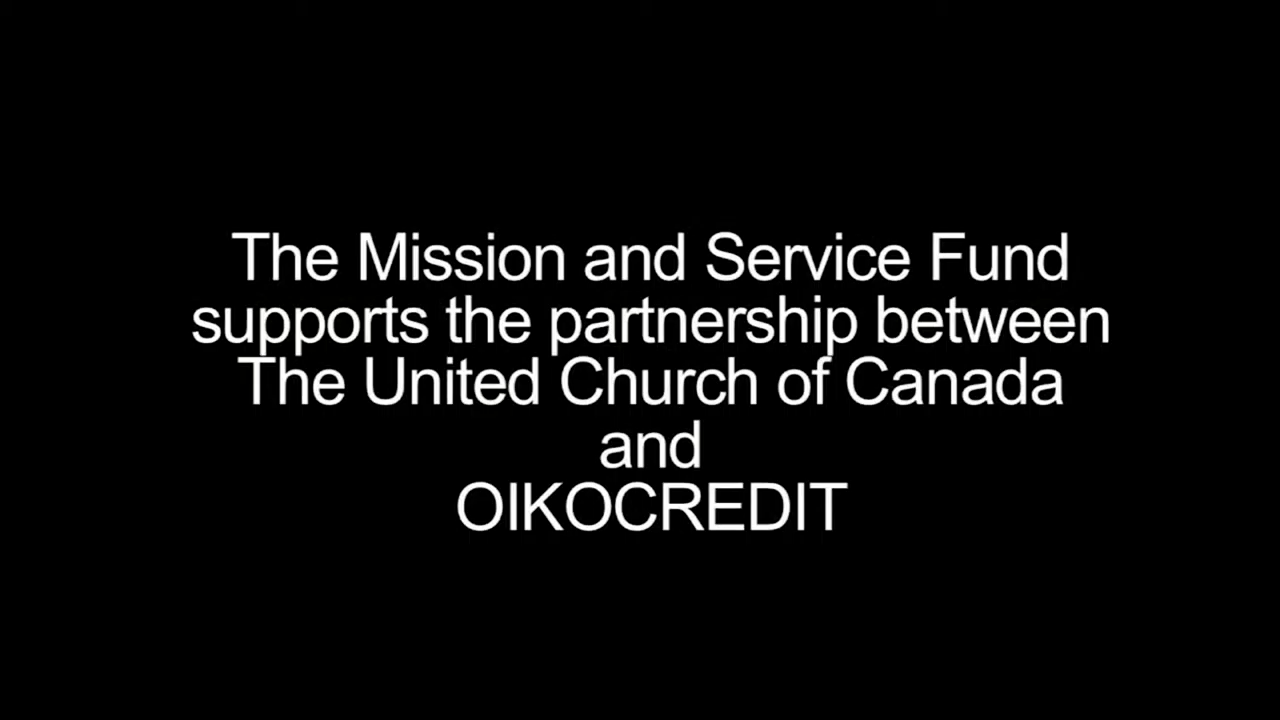 The Mission and Service Fund
supports the partnership between
The United Church of Canada
and
OIKOCREDIT